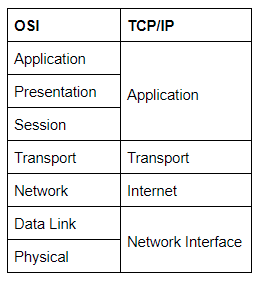 OSI TCP/IP
Application
Presentation
Application
Session
Transport Transport
Network Internet
Data Link
Network Interface
Physical